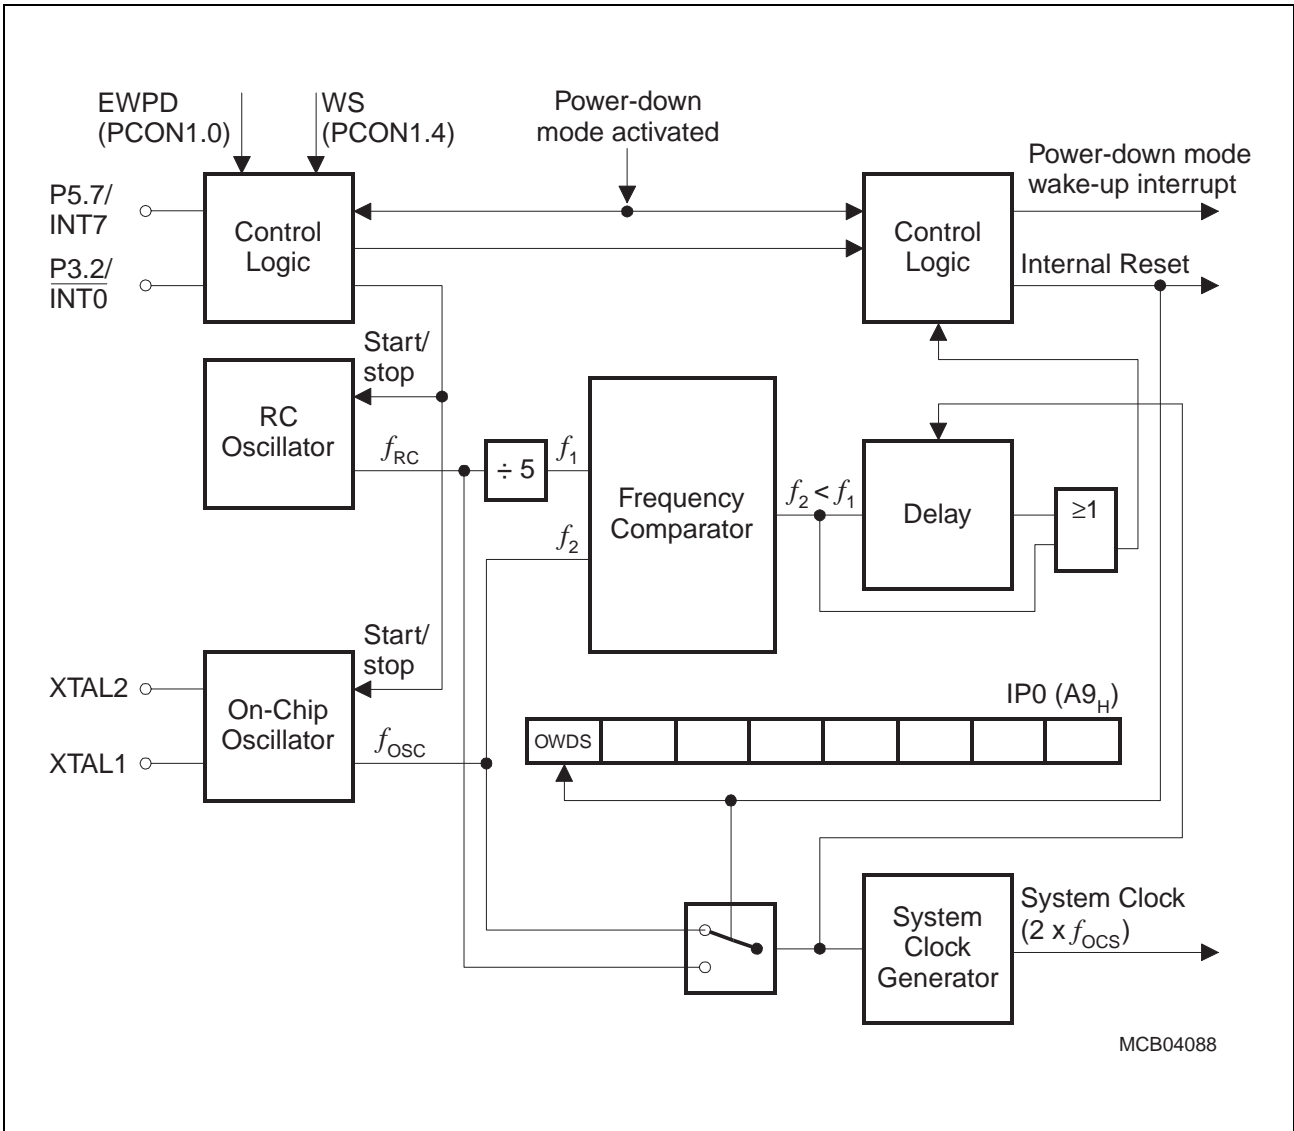 EWPD
(PCON1.0)
WS
(PCON1.4)
Power-down
mode activated
Power-down mode
wake-up interrupt
P5.7/
INT7
Control
Logic
Control
Logic
P3.2/
INT0
Internal Reset
Start/
stop
RC
Oscillator
fRC
÷ 5
f1
Frequency
Comparator
f2 < f1
Delay
≥1
f2
Start/
stop
XTAL2
On-Chip
Oscillator
XTAL1
fOSC
IP0 (A9H)
OWDS
System
Clock
Generator
System Clock
(2 x fOCS)
MCB04088